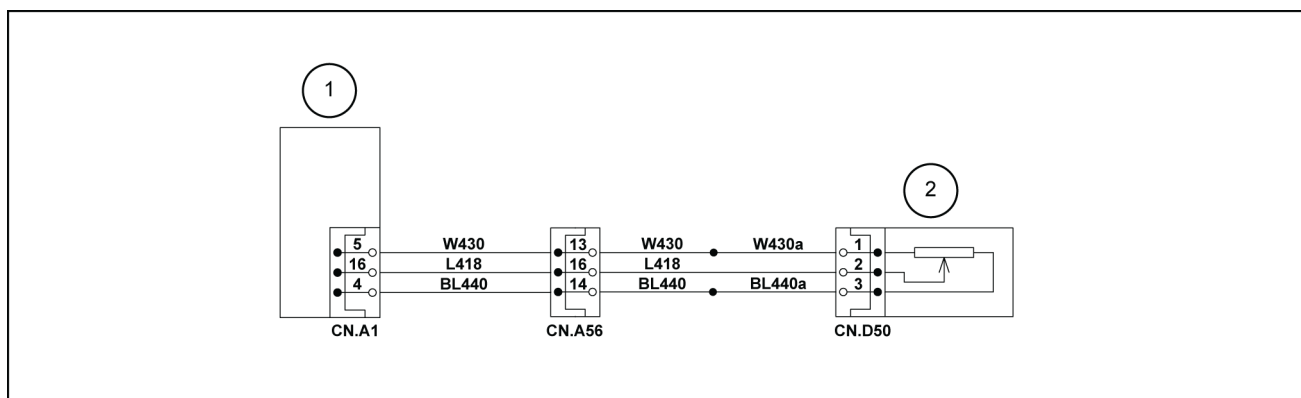 1
2
5 W430 13 W430 W430a 1
16 L418 16 L418 2
4 BL440 14 BL440 BL440a 3
CN.A1 CN.A56 CN.D50